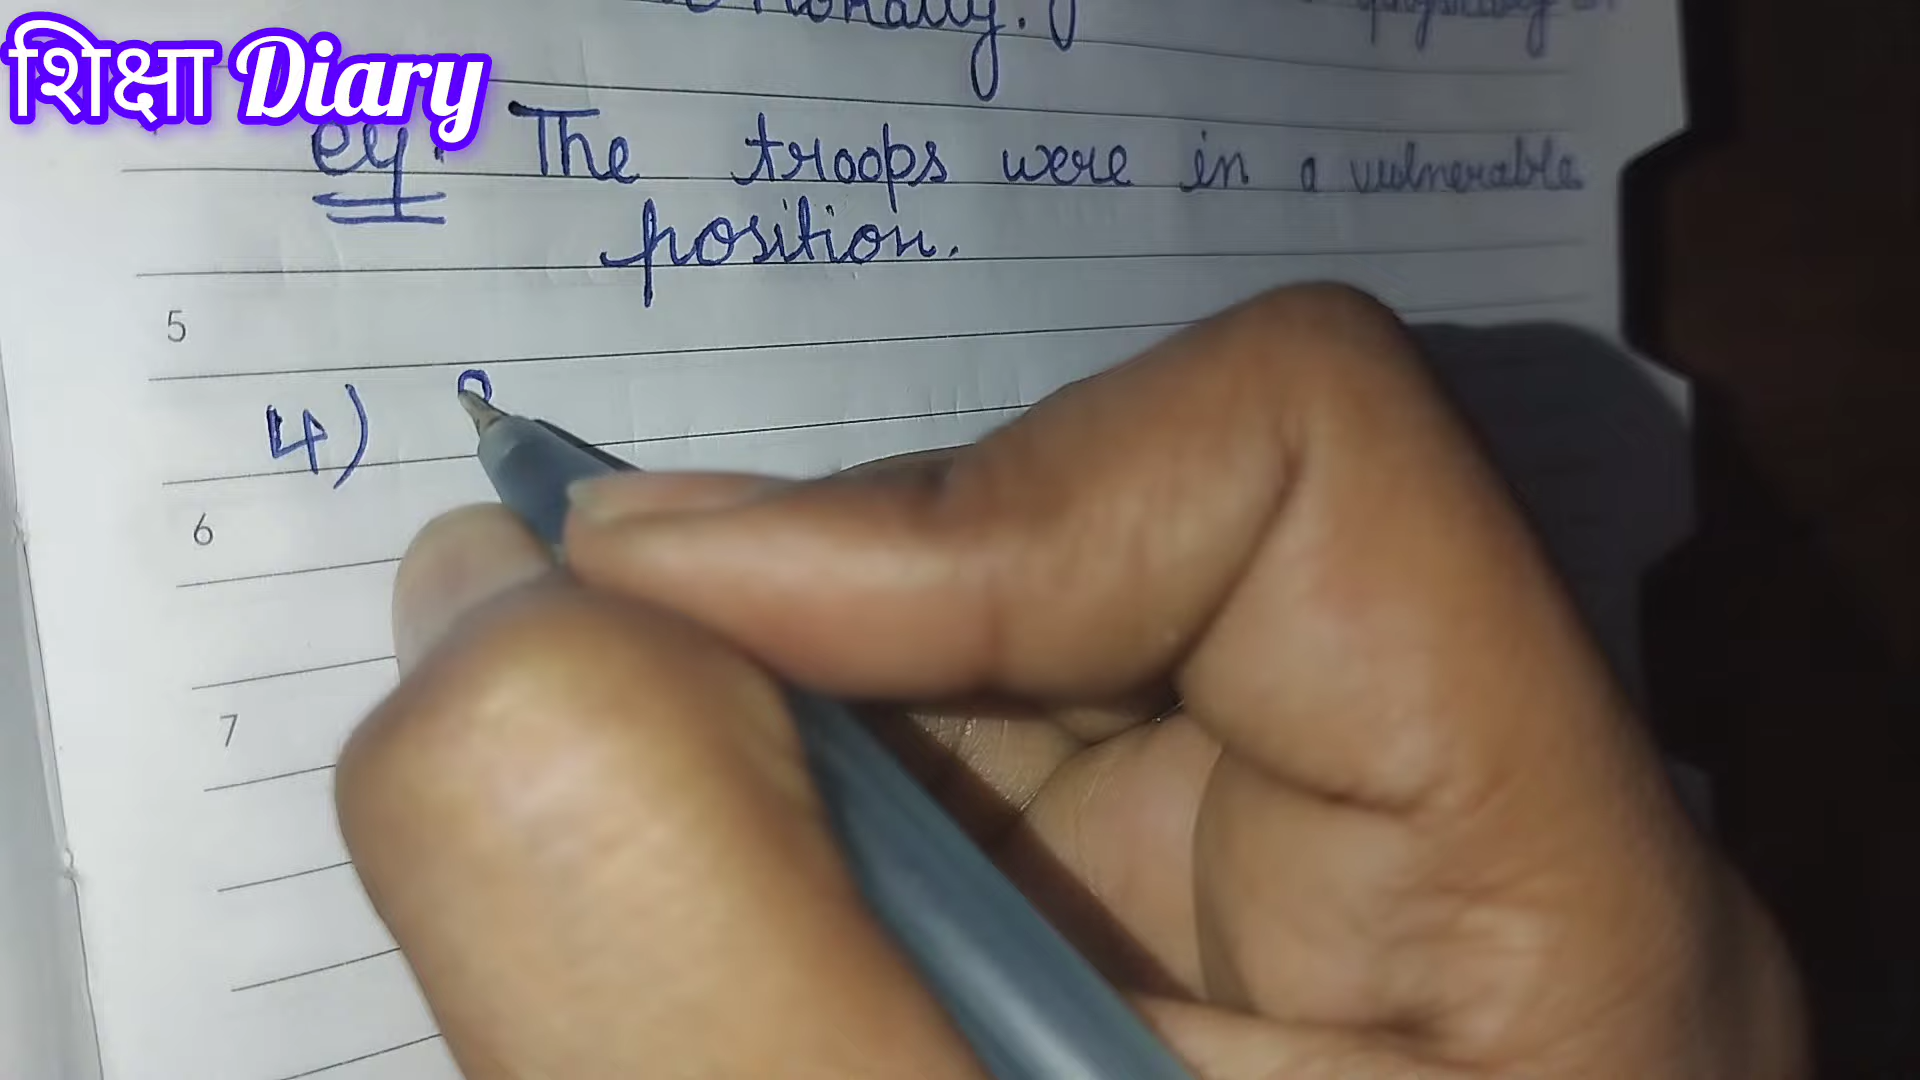 शिक्षा Diary
eg. The troops were in a vulnerable
position.
5
4)
6
7